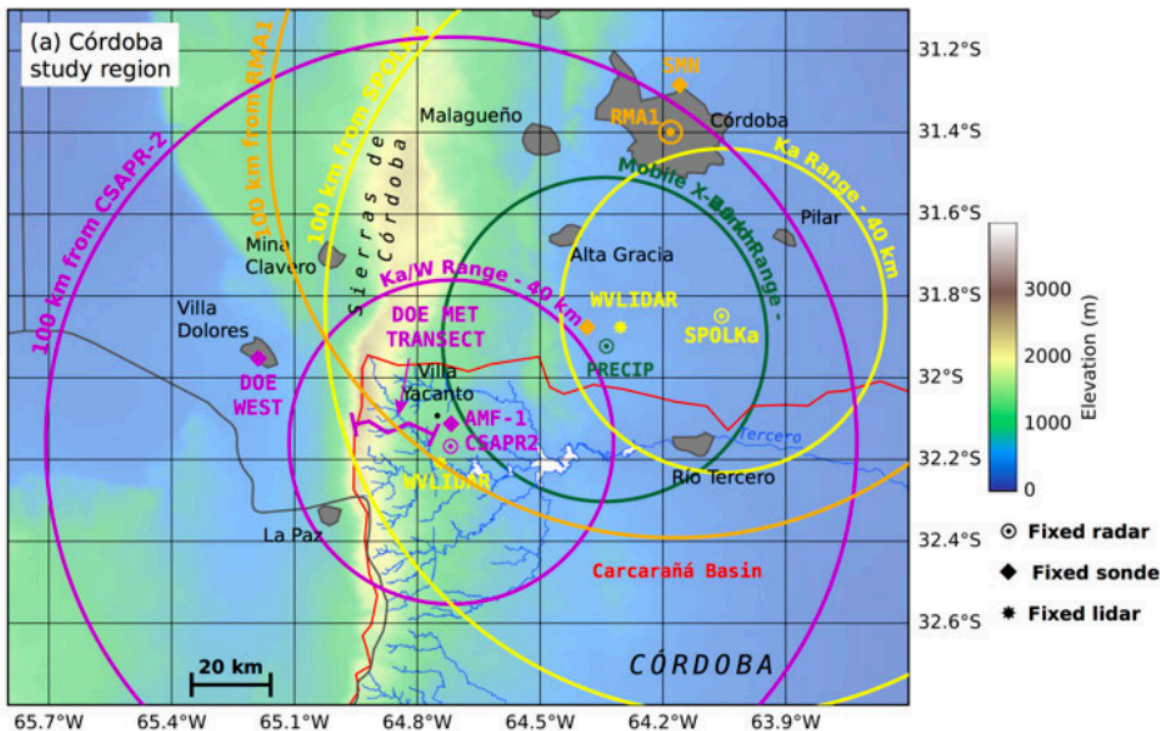 (a) Córdoba
study region
100 km from RMA1
100 km from SPOLKa
100 km from CSAPR-2
Sierras de
Córdoba
SMN
RMA1
Córdoba
Malagueño
Ka Range - 40 km
Mobile X-Band Range -
Pilar
Mina
Clavero
Alta Gracia
Ka/W Range - 40 km
WVLIDAR
SPOLKa
PRECIP
Villa
Dolores
DOE MET
TRANSECT
DOE
WEST
Villa
Yacanto
AMF-1
CSAPR2
WVLIDAR
Tercero
Río Tercero
La Paz
Carcarañá Basin
CÓRDOBA
20 km
31.2°S
31.4°S
31.6°S
31.8°S
32°S
32.2°S
32.4°S
32.6°S
65.7°W
65.4°W
65.1°W
64.8°W
64.5°W
64.2°W
63.9°W
3000
2000
1000
0
Elevation (m)
Fixed radar
Fixed sonde
Fixed lidar